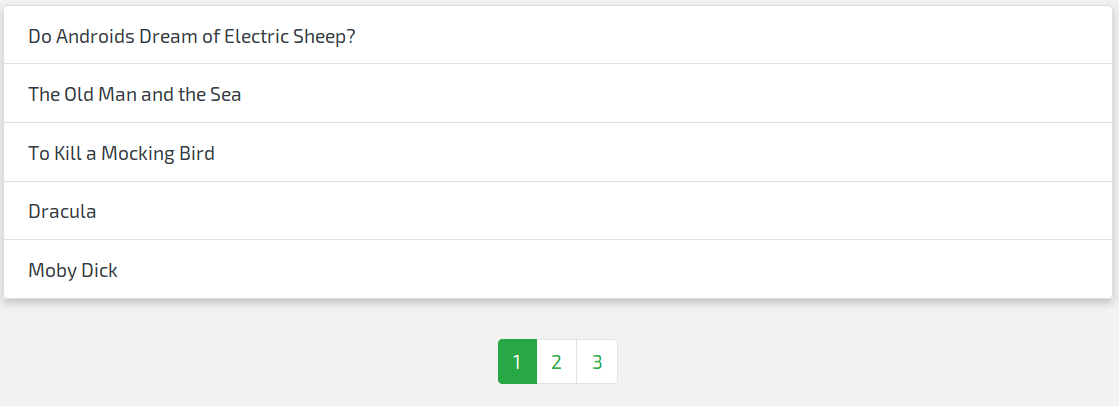 Do Androids Dream of Electric Sheep?
The Old Man and the Sea
To Kill a Mocking Bird
Dracula
Moby Dick
1 2 3